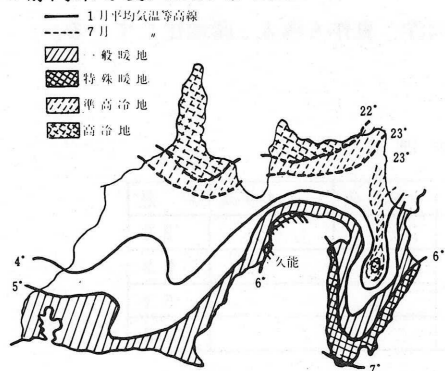 1月平均気温等高線
7月 〃
一般暖地
特殊暖地
準高冷地
高冷地
22°
23°
23°
4°
5°
6°
久能
6°
7°